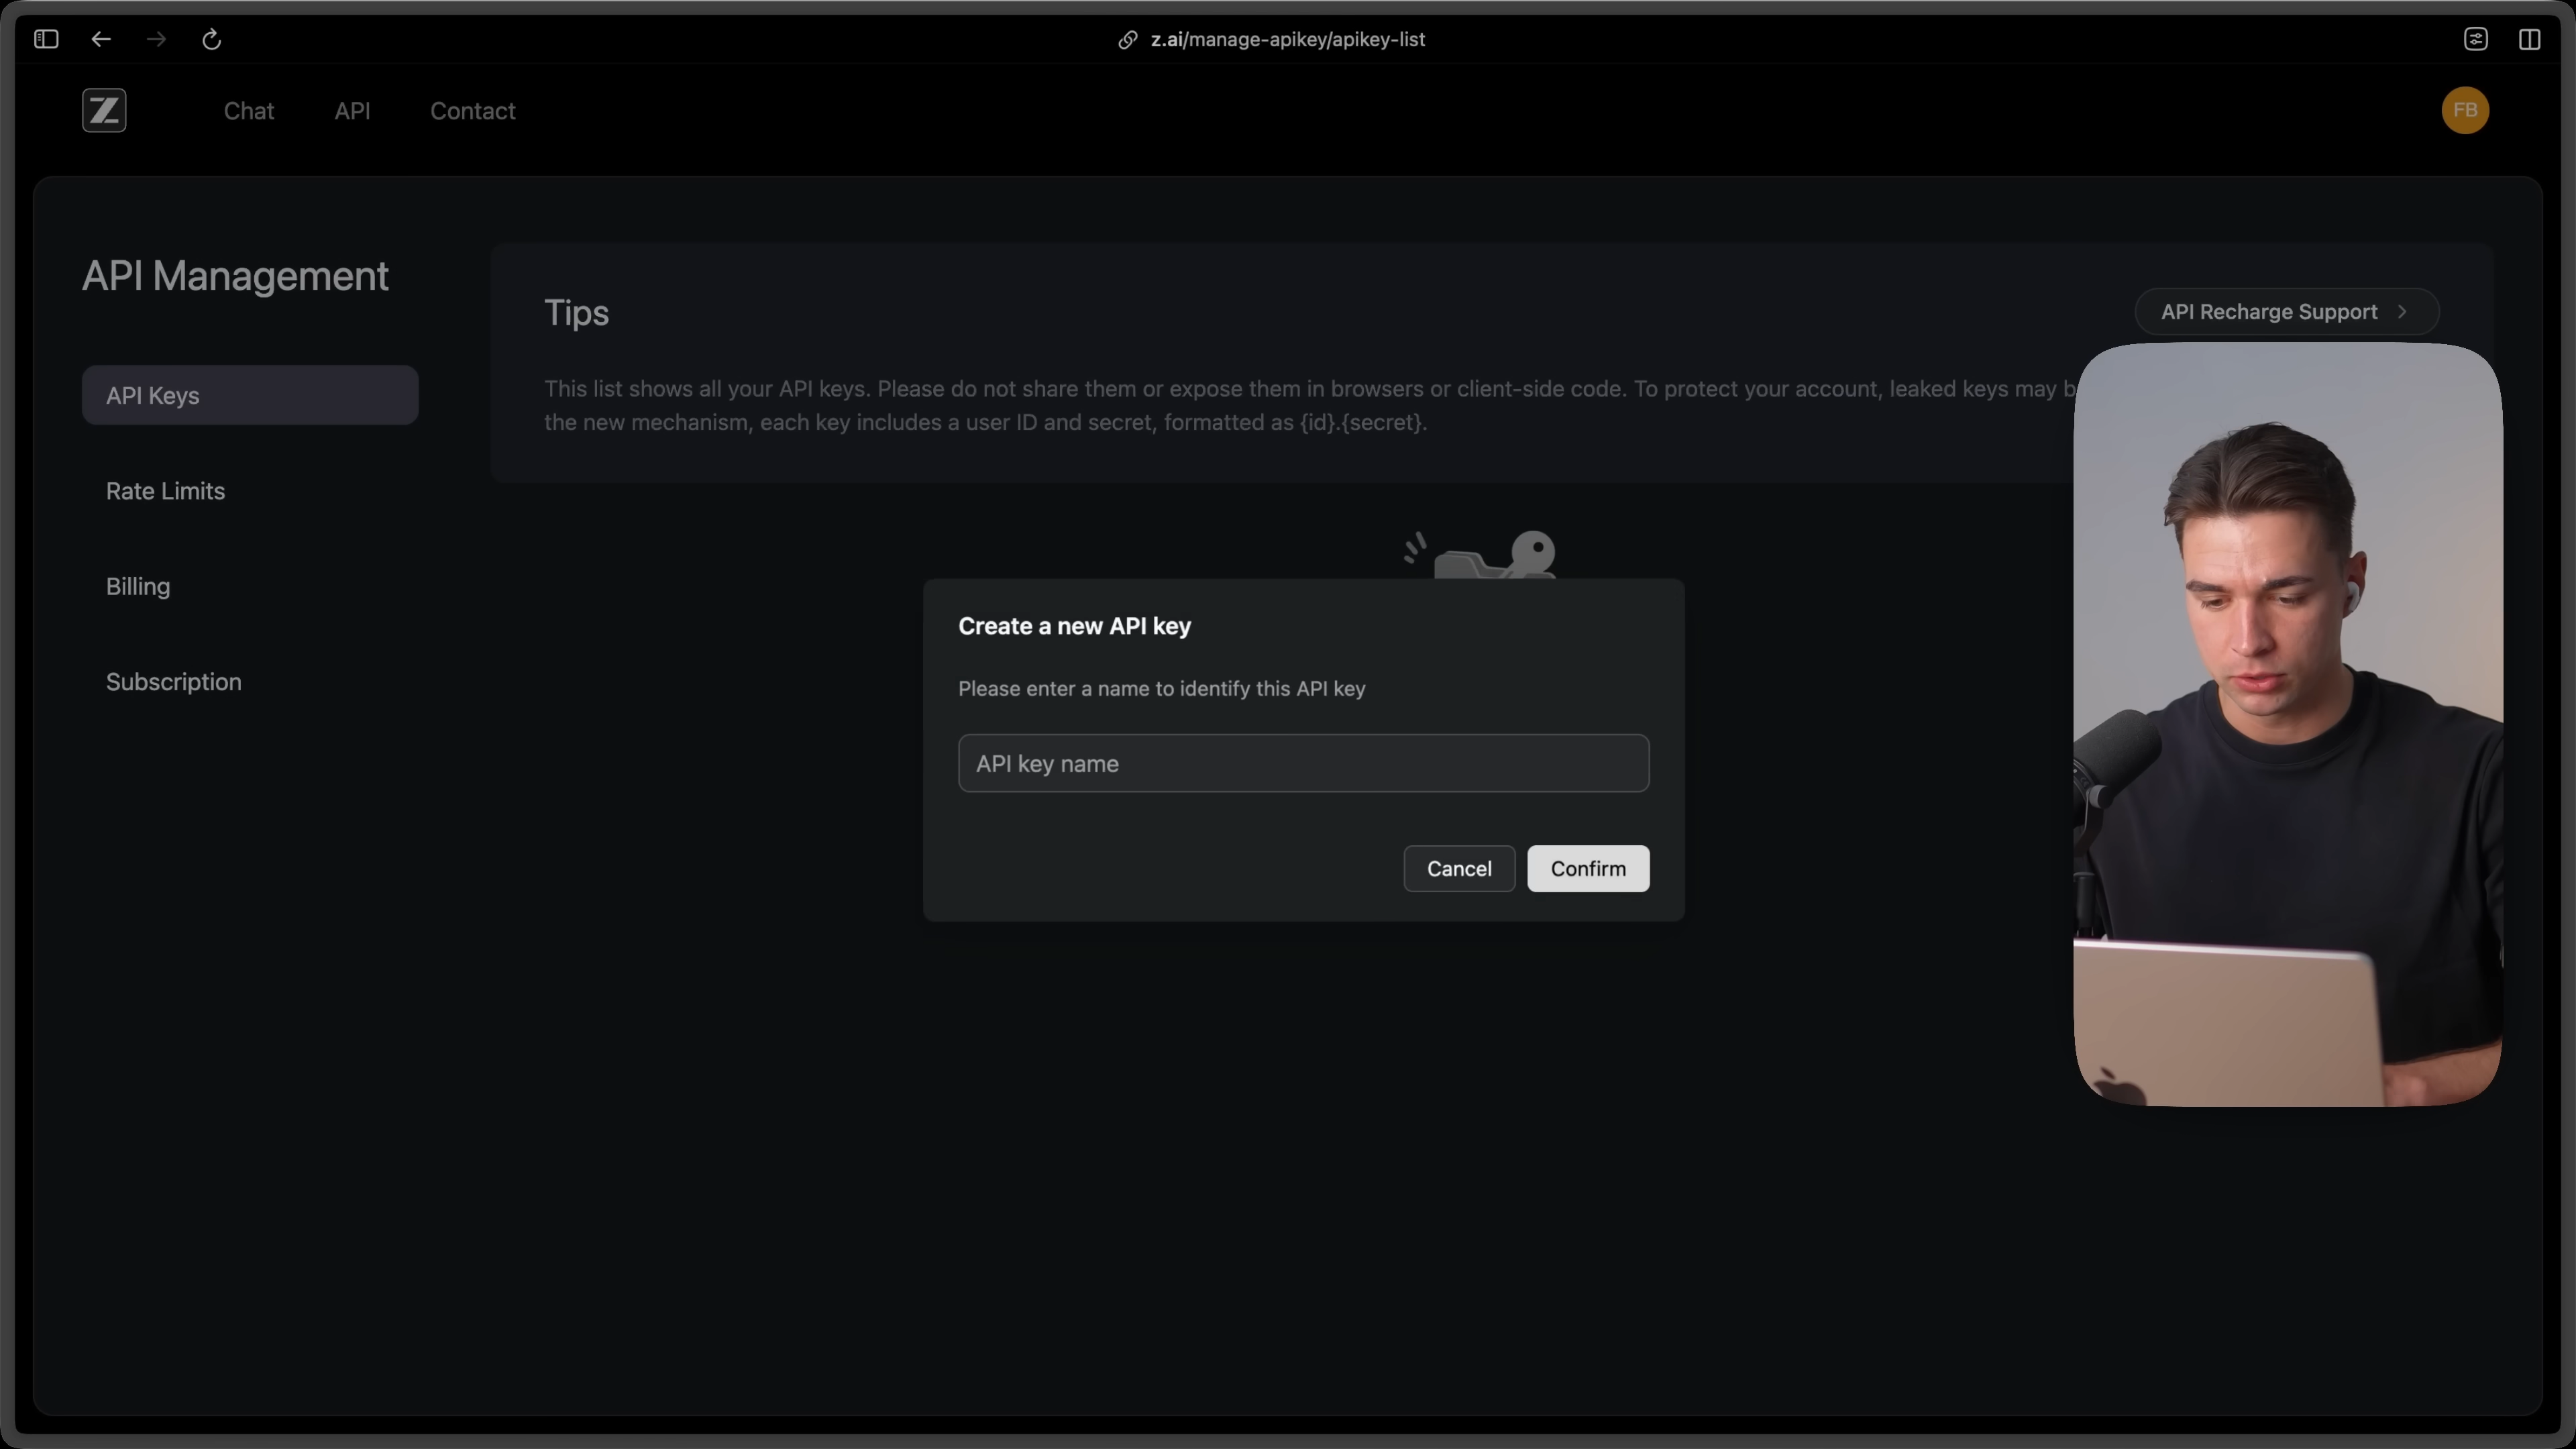 z.ai/manage-apikey/apikey-list
Z
Chat
API
Contact
FB
API Management
API Keys
Rate Limits
Billing
Subscription
Tips
API Recharge Support
This list shows all your API keys. Please do not share them or expose them in browsers or client-side code. To protect your account, leaked keys may b
the new mechanism, each key includes a user ID and secret, formatted as {id}.{secret}.
Create a new API key
Please enter a name to identify this API key
API key name
Cancel
Confirm